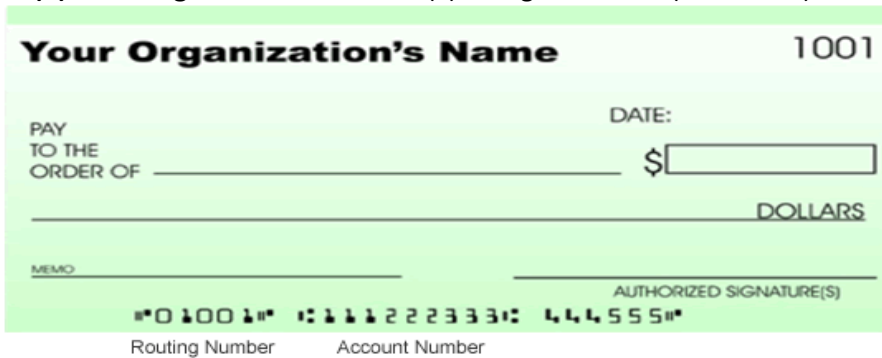 Your Organization's Name 1001
DATE:
PAY
TO THE
ORDER OF $
DOLLARS
MEMO
AUTHORIZED SIGNATURE(S)
⑈01001⑈ ⑆111222333⑆ 444555⑈
Routing Number Account Number